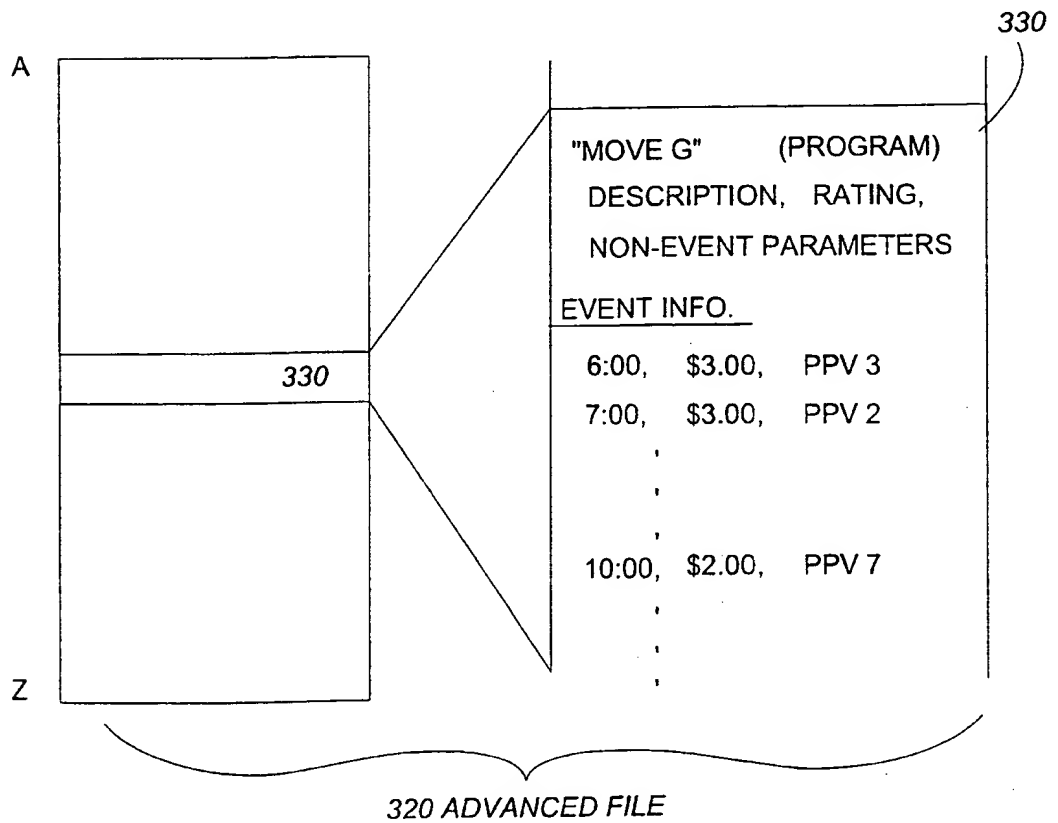 330
A
330
"MOVE G" (PROGRAM)
DESCRIPTION, RATING,
NON-EVENT PARAMETERS
EVENT INFO.
6:00, $3.00, PPV 3
7:00, $3.00, PPV 2
10:00, $2.00, PPV 7
Z
320 ADVANCED FILE